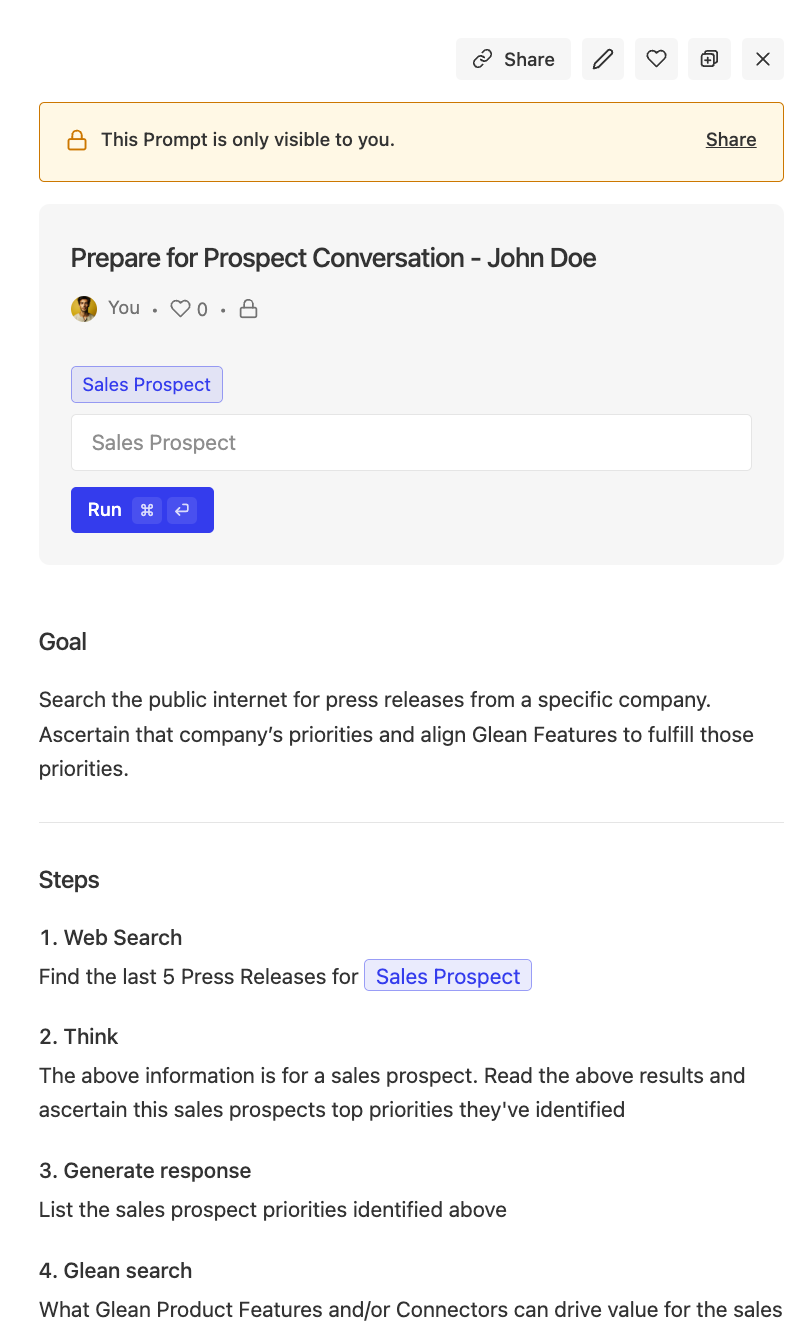 Share
This Prompt is only visible to you.
Share
Prepare for Prospect Conversation - John Doe
You • 0 •
Sales Prospect
Sales Prospect
Run ⌘ ↵
Goal
Search the public internet for press releases from a specific company.
Ascertain that company’s priorities and align Glean Features to fulfill those
priorities.
Steps
1. Web Search
Find the last 5 Press Releases for Sales Prospect
2. Think
The above information is for a sales prospect. Read the above results and
ascertain this sales prospects top priorities they've identified
3. Generate response
List the sales prospect priorities identified above
4. Glean search
What Glean Product Features and/or Connectors can drive value for the sales